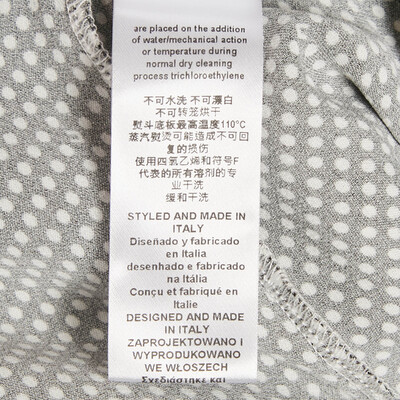 are placed on the addition
of water/mechanical action
or temperature during
normal dry cleaning
process trichloroethylene
不可水洗 不可漂白
不可转笼烘干
熨斗底板最高温度110°C
蒸汽熨烫可能造成不可回
复的损伤
使用四氯乙烯和符号F
代表的所有溶剂的专
业干洗
缓和干洗
STYLED AND MADE IN
ITALY
Diseñado y fabricado
en Italia
desenhado e fabricado
na Itália
Conçu et fabriqué en
Italie
DESIGNED AND MADE
IN ITALY
ZAPROJEKTOWANO I
WYPRODUKOWANO
WE WŁOSZECH
Σχεδιάστηκε και